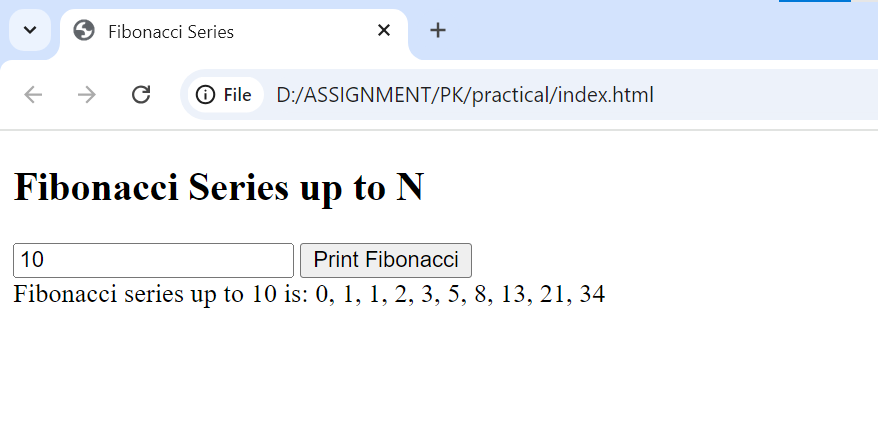 Fibonacci Series
File D:/ASSIGNMENT/PK/practical/index.html
Fibonacci Series up to N
10 Print Fibonacci
Fibonacci series up to 10 is: 0, 1, 1, 2, 3, 5, 8, 13, 21, 34